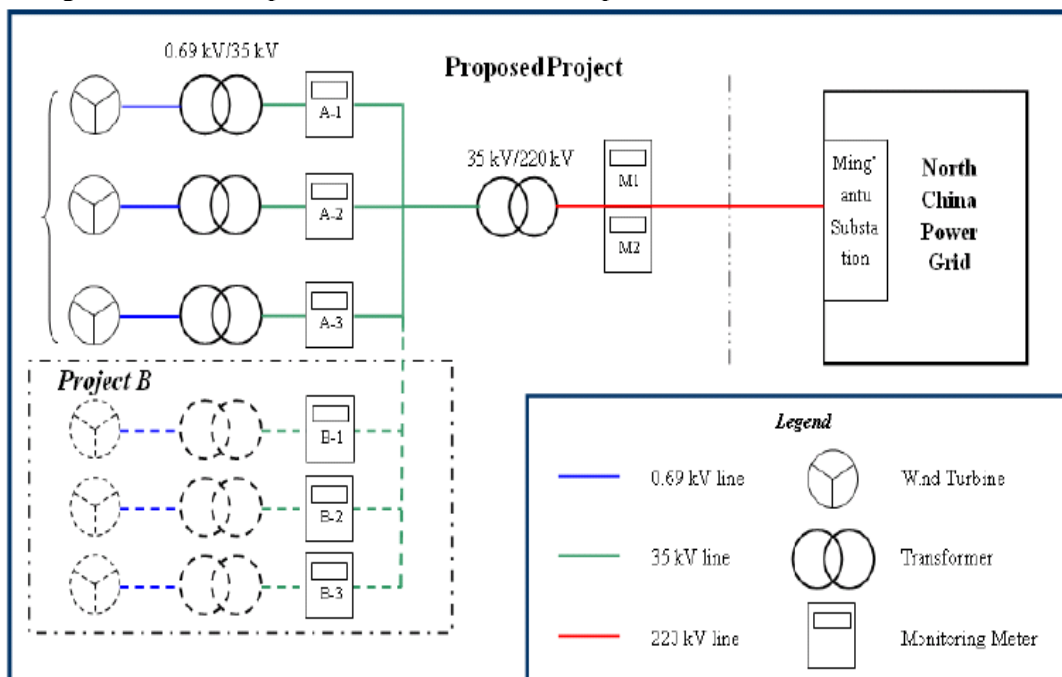 0.69 kV/35 kV
Proposed Project
A-1
A-2
A-3
35 kV/220 kV
M1
M2
Ming'
antu
Substa
tion
North
China
Power
Grid
Project B
B-1
B-2
B-3
Legend
0.69 kV line
Wind Turbine
35 kV line
Transformer
220 kV line
Monitoring Meter